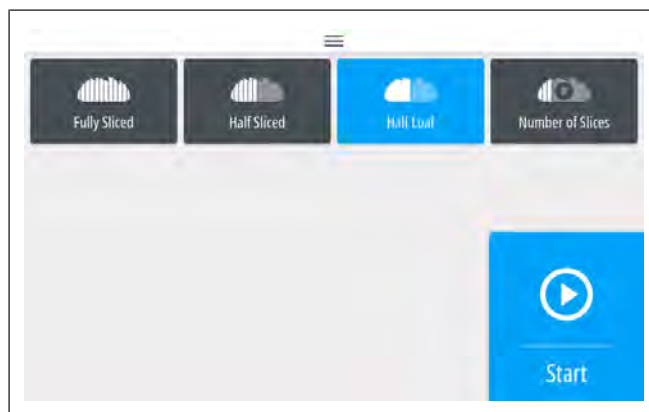 Fully Sliced
Half Sliced
Half Loaf
Number of Slices
Start